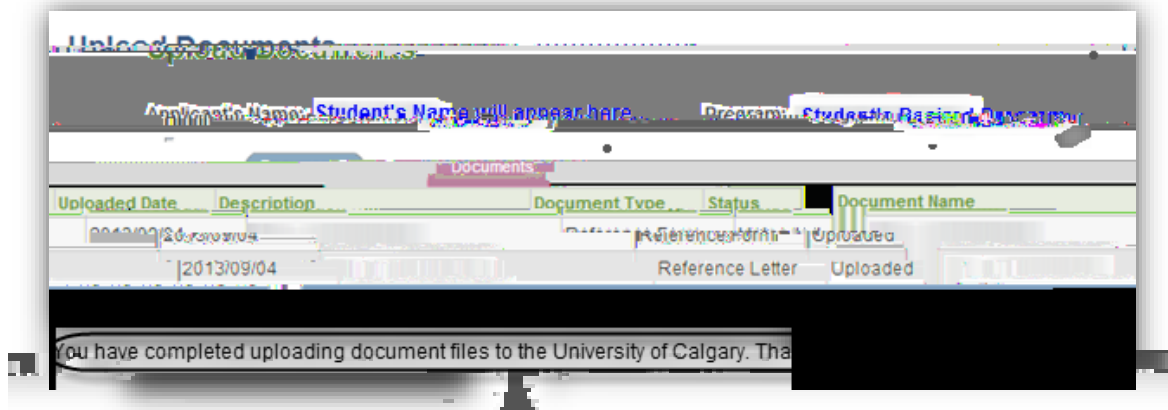 Upload Documents
Applicant's Name: Student's Name will appear here Program: Student's Desired Program
Documents
Uploaded Date Description Document Type Status Document Name
2013/09/04 Reference Form Uploaded
2013/09/04 Reference Letter Uploaded
You have completed uploading document files to the University of Calgary. Tha